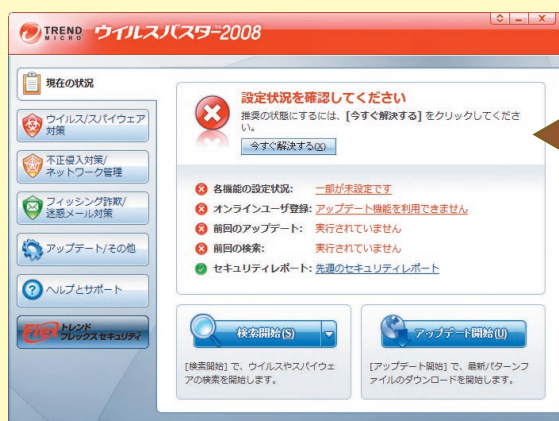 TREND MICRO ウイルスバスター2008
現在の状況
ウイルス/スパイウェア
対策
不正侵入対策/
ネットワーク管理
フィッシング詐欺/
迷惑メール対策
アップデート/その他
ヘルプとサポート
Flex トレンド
フレックス セキュリティ
設定状況を確認してください
推奨の状態にするには、[今すぐ解決する] をクリックしてくださ
い。
今すぐ解決する(X)
各機能の設定状況: 一部が未設定です
オンラインユーザ登録: アップデート機能を利用できません
前回のアップデート: 実行されていません
前回の検索: 実行されていません
セキュリティレポート: 先週のセキュリティレポート
検索開始(S)
アップデート開始(U)
[検索開始] で、ウイルスやスパイウェ
アの検索を開始します。
[アップデート開始] で、最新パターンフ
ァイルのダウンロードを開始します。